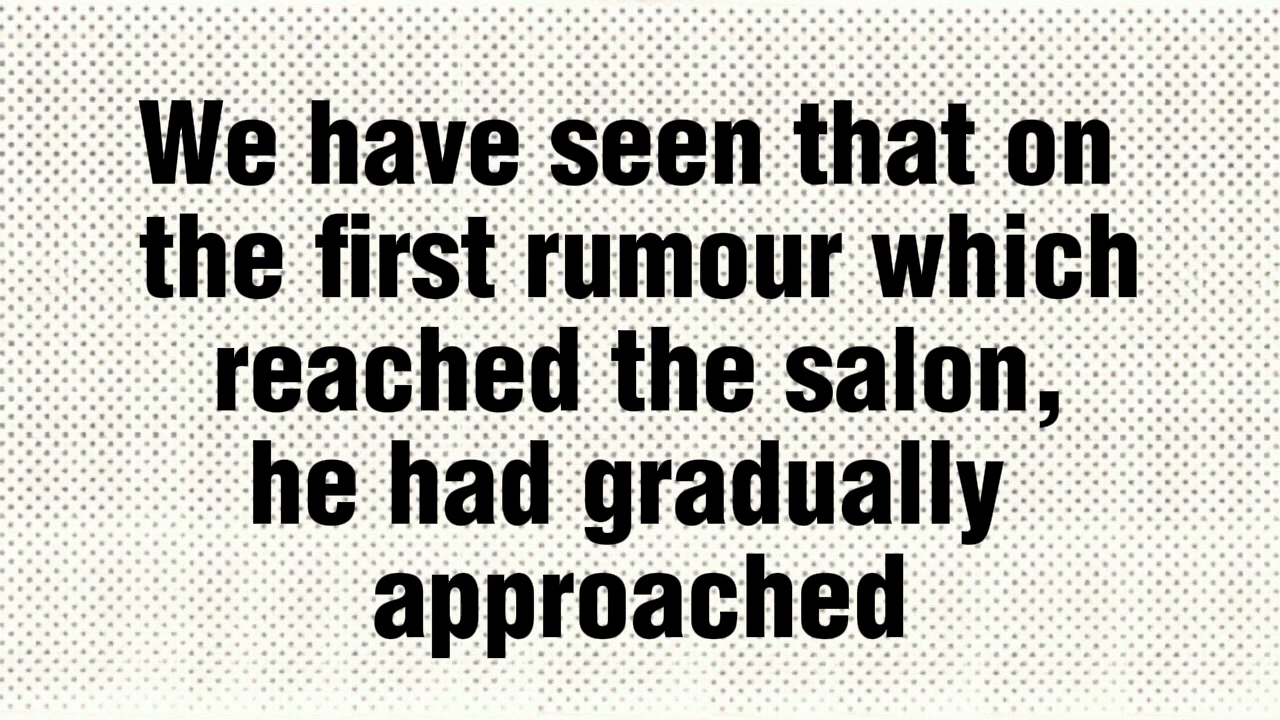 We have seen that on
the first rumour which
reached the salon,
he had gradually
approached